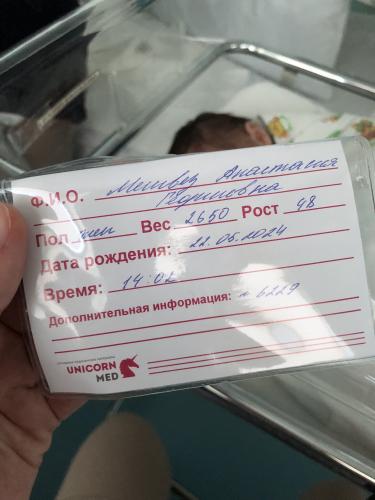 Ф.И.О. Анастасия
Пол жен Вес 2650 Рост 48
Дата рождения: 22.05.2024
Время: 14:02
Дополнительная информация: 6229
UNICORN
MED